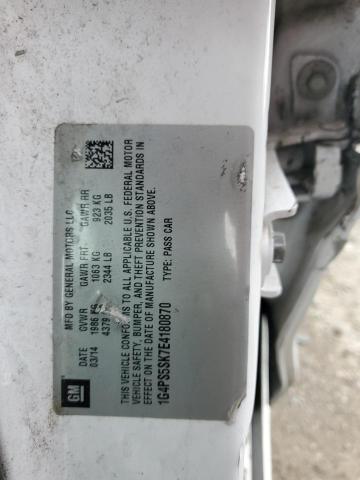 GM
MFD BY GENERAL MOTORS LLC
DATE GVWR GAWR FRT GAWR RR
03/14 1986 KG 1063 KG 923 KG
4379 2344 LB 2035 LB
THIS VEHICLE CONFORMS TO ALL APPLICABLE U.S. FEDERAL MOTOR
VEHICLE SAFETY, BUMPER, AND THEFT PREVENTION STANDARDS IN
EFFECT ON THE DATE OF MANUFACTURE SHOWN ABOVE.
TYPE: PASS CAR
1G4PS5SK7E4180870